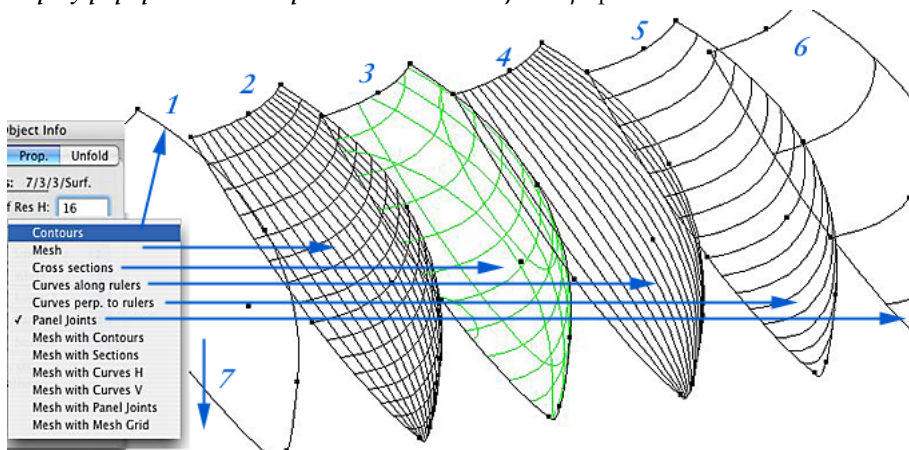 1 2 3 4 5 6
bject Info
Prop. Unfold
s: 7/3/3/Surf.
f Res H: 16
Contours
Mesh
Cross sections
Curves along rulers
Curves perp. to rulers
✓ Panel Joints
Mesh with Contours
Mesh with Sections
Mesh with Curves H
Mesh with Curves V
Mesh with Panel Joints
Mesh with Mesh Grid
7